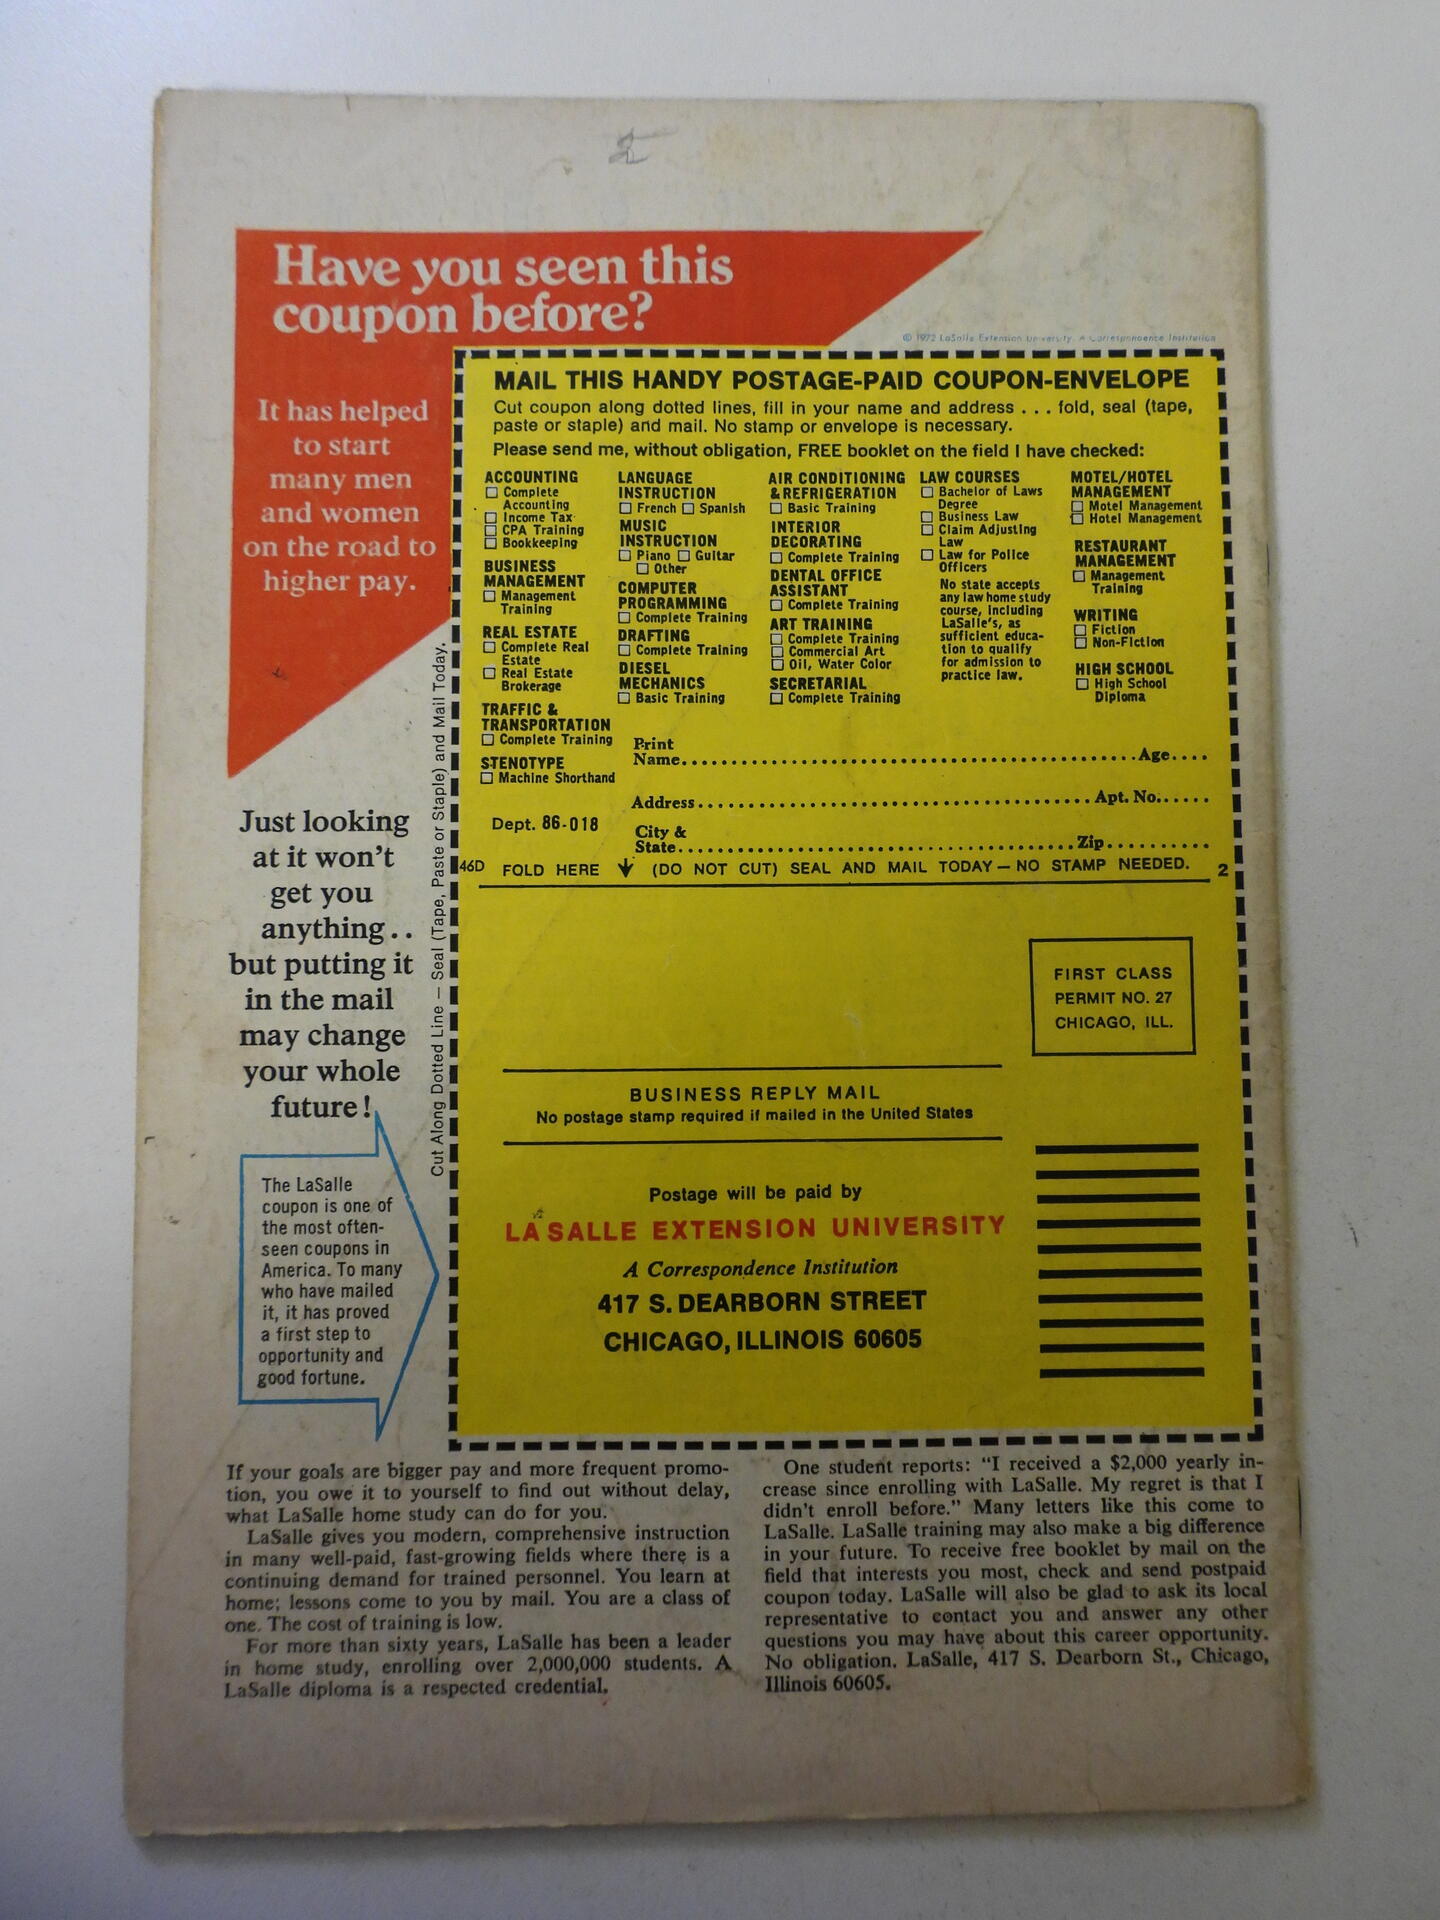 Have you seen this
coupon before?
© 1972 LaSalle Extension University. A Correspondence Institution
It has helped
to start
many men
and women
on the road to
higher pay.
Just looking
at it won't
get you
anything..
but putting it
in the mail
may change
your whole
future!
The LaSalle
coupon is one of
the most often-
seen coupons in
America. To many
who have mailed
it, it has proved
a first step to
opportunity and
good fortune.
Cut Along Dotted Line — Seal (Tape, Paste or Staple) and Mail Today.
MAIL THIS HANDY POSTAGE-PAID COUPON-ENVELOPE
Cut coupon along dotted lines, fill in your name and address . . . fold, seal (tape,
paste or staple) and mail. No stamp or envelope is necessary.
Please send me, without obligation, FREE booklet on the field I have checked:
ACCOUNTING
☐ Complete
Accounting
☐ Income Tax
☐ CPA Training
☐ Bookkeeping
BUSINESS
MANAGEMENT
☐ Management
Training
REAL ESTATE
☐ Complete Real
Estate
☐ Real Estate
Brokerage
TRAFFIC &
TRANSPORTATION
☐ Complete Training
STENOTYPE
☐ Machine Shorthand
LANGUAGE
INSTRUCTION
☐ French ☐ Spanish
MUSIC
INSTRUCTION
☐ Piano ☐ Guitar
☐ Other
COMPUTER
PROGRAMMING
☐ Complete Training
DRAFTING
☐ Complete Training
DIESEL
MECHANICS
☐ Basic Training
AIR CONDITIONING
& REFRIGERATION
☐ Basic Training
INTERIOR
DECORATING
☐ Complete Training
DENTAL OFFICE
ASSISTANT
☐ Complete Training
ART TRAINING
☐ Complete Training
☐ Commercial Art
☐ Oil, Water Color
SECRETARIAL
☐ Complete Training
LAW COURSES
☐ Bachelor of Laws
Degree
☐ Business Law
☐ Claim Adjusting
Law
☐ Law for Police
Officers
No state accepts
any law home study
course, including
LaSalle's, as
sufficient educa-
tion to qualify
for admission to
practice law.
MOTEL/HOTEL
MANAGEMENT
☐ Motel Management
☐ Hotel Management
RESTAURANT
MANAGEMENT
☐ Management
Training
WRITING
☐ Fiction
☐ Non-Fiction
HIGH SCHOOL
☐ High School
Diploma
Print
Name..........Age....
Address..........Apt. No......
Dept. 86-018
City &
State..........Zip..........
46D FOLD HERE ↓ (DO NOT CUT) SEAL AND MAIL TODAY — NO STAMP NEEDED. 2
FIRST CLASS
PERMIT NO. 27
CHICAGO, ILL.
BUSINESS REPLY MAIL
No postage stamp required if mailed in the United States
Postage will be paid by
LA SALLE EXTENSION UNIVERSITY
A Correspondence Institution
417 S. DEARBORN STREET
CHICAGO, ILLINOIS 60605
If your goals are bigger pay and more frequent promo-
tion, you owe it to yourself to find out without delay,
what LaSalle home study can do for you.
LaSalle gives you modern, comprehensive instruction
in many well-paid, fast-growing fields where there is a
continuing demand for trained personnel. You learn at
home; lessons come to you by mail. You are a class of
one. The cost of training is low.
For more than sixty years, LaSalle has been a leader
in home study, enrolling over 2,000,000 students. A
LaSalle diploma is a respected credential.
One student reports: "I received a $2,000 yearly in-
crease since enrolling with LaSalle. My regret is that I
didn't enroll before." Many letters like this come to
LaSalle. LaSalle training may also make a big difference
in your future. To receive free booklet by mail on the
field that interests you most, check and send postpaid
coupon today. LaSalle will also be glad to ask its local
representative to contact you and answer any other
questions you may have about this career opportunity.
No obligation. LaSalle, 417 S. Dearborn St., Chicago,
Illinois 60605.